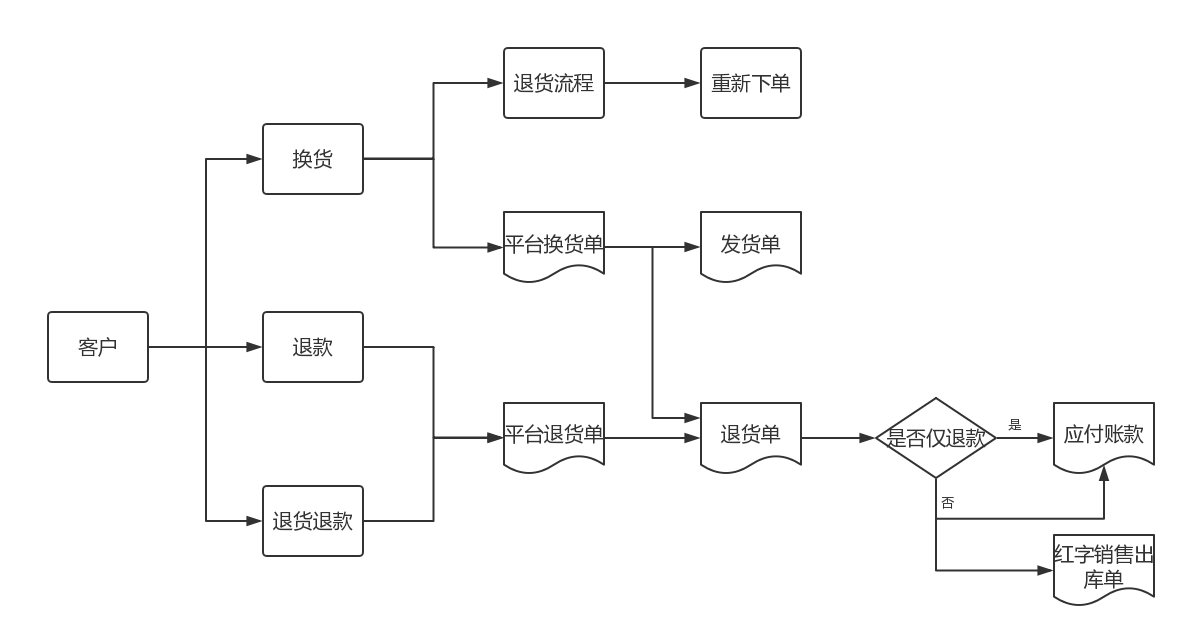 退货流程
重新下单
换货
平台换货单
发货单
客户
退款
平台退货单
退货单
是否仅退款
是
应付账款
否
退货退款
红字销售出
库单